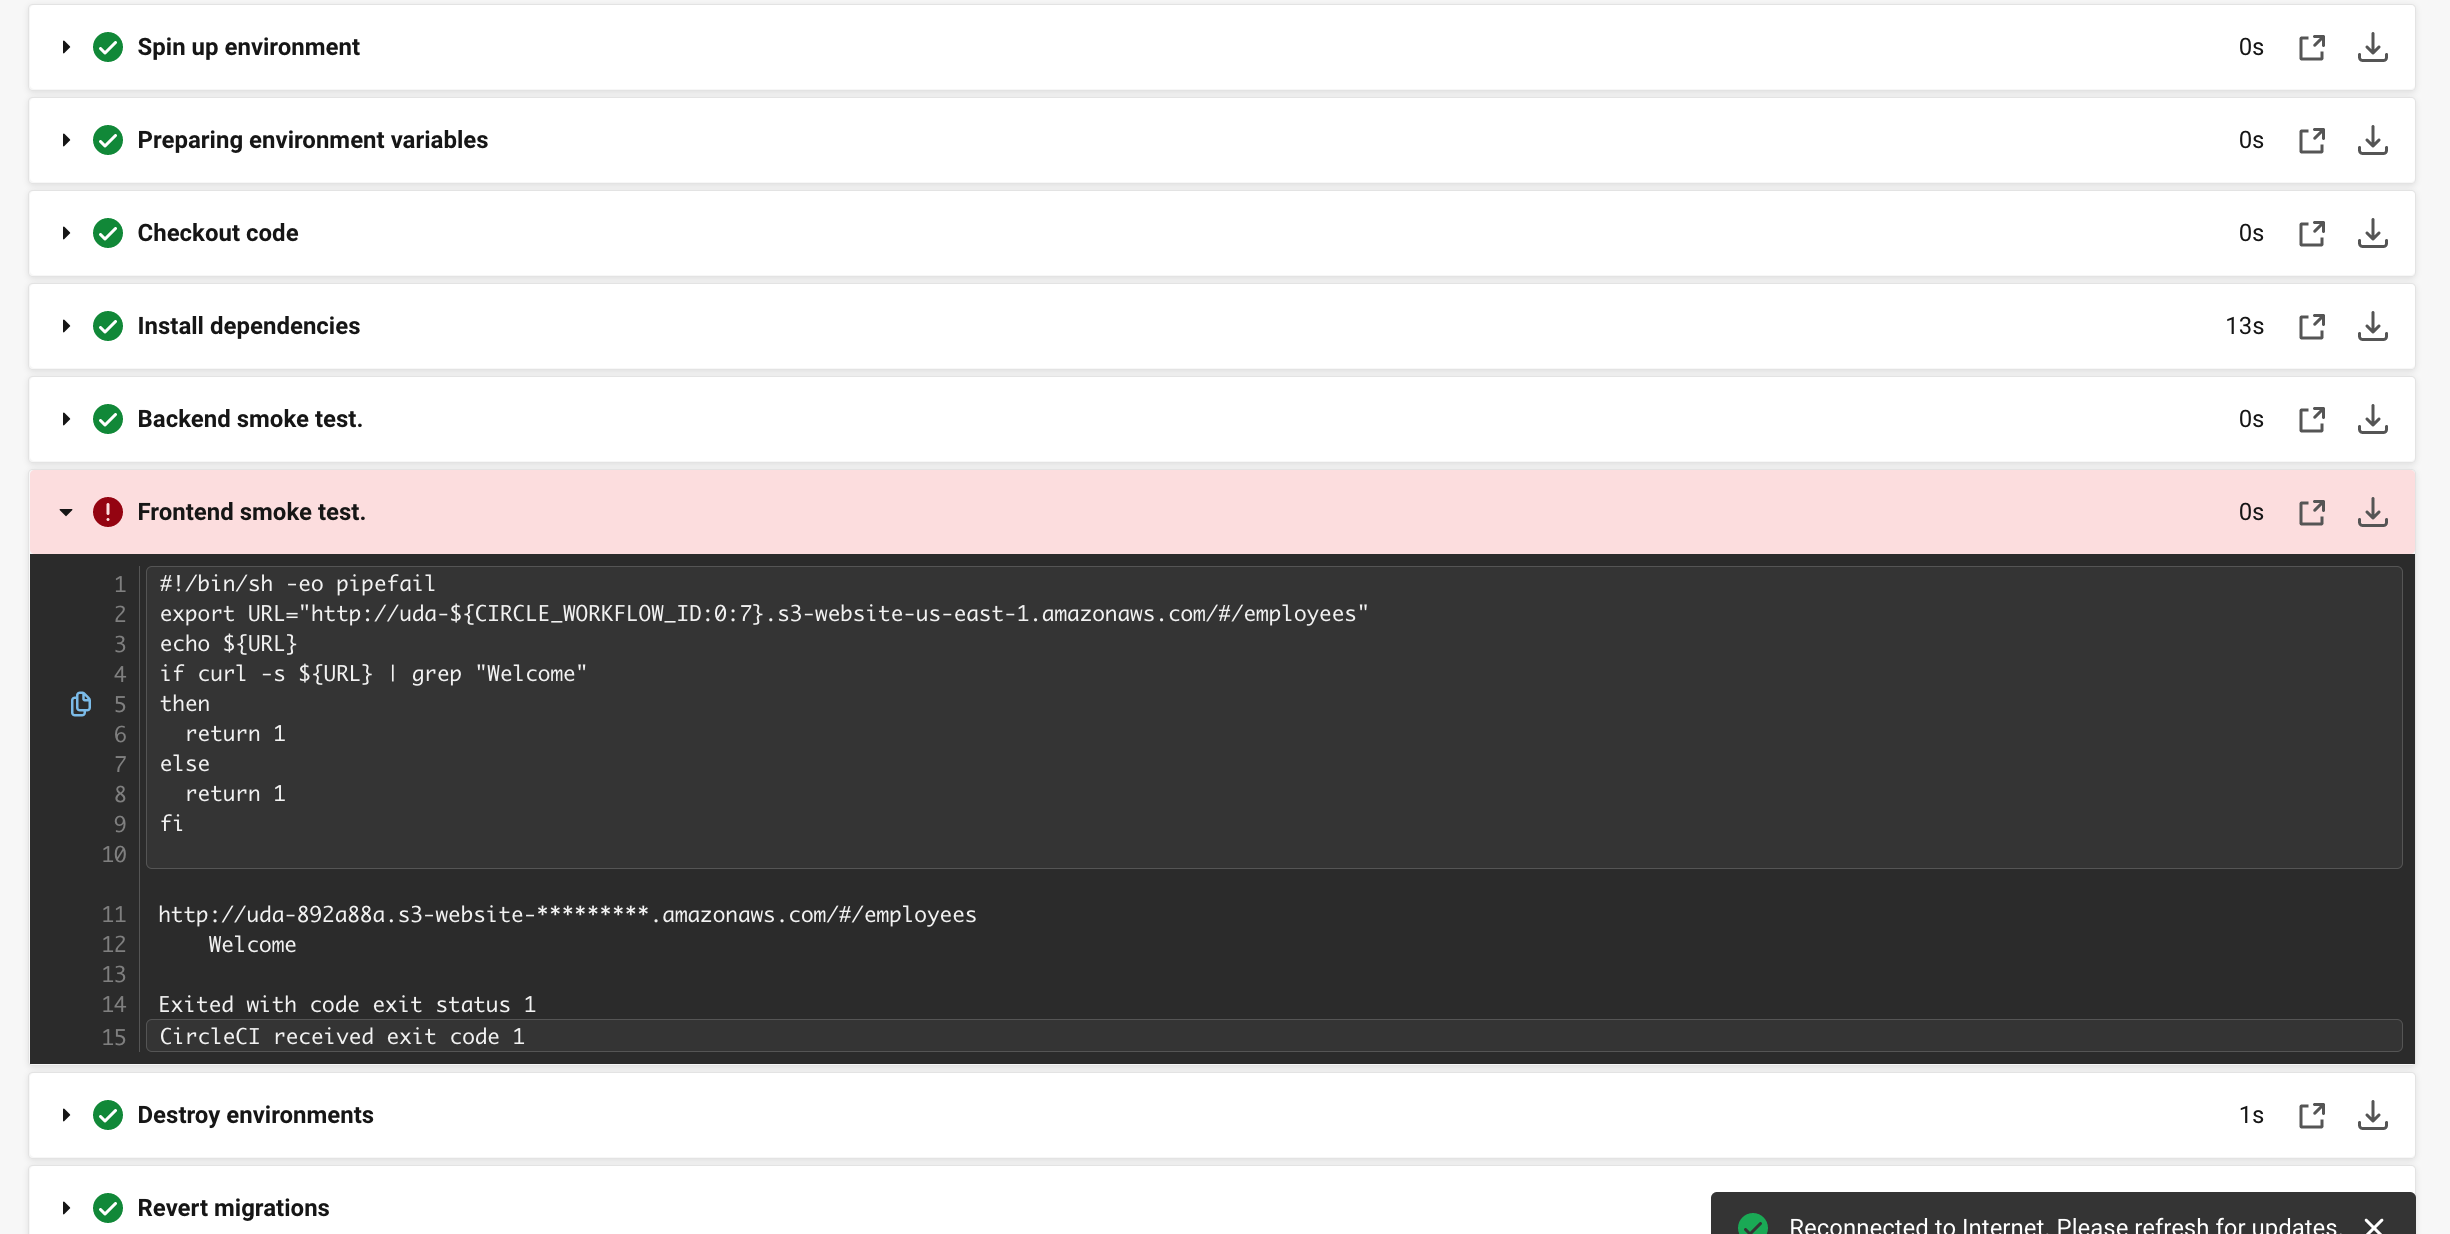 Spin up environment 0s
Preparing environment variables 0s
Checkout code 0s
Install dependencies 13s
Backend smoke test. 0s
Frontend smoke test. 0s
1 #!/bin/sh -eo pipefail
2 export URL="http://uda-${CIRCLE_WORKFLOW_ID:0:7}.s3-website-us-east-1.amazonaws.com/#/employees"
3 echo ${URL}
4 if curl -s ${URL} | grep "Welcome"
5 then
6   return 1
7 else
8   return 1
9 fi
10
11 http://uda-892a88a.s3-website-*********.amazonaws.com/#/employees
12     Welcome
13
14 Exited with code exit status 1
15 CircleCI received exit code 1
Destroy environments 1s
Revert migrations
Reconnected to Internet. Please refresh for updates.